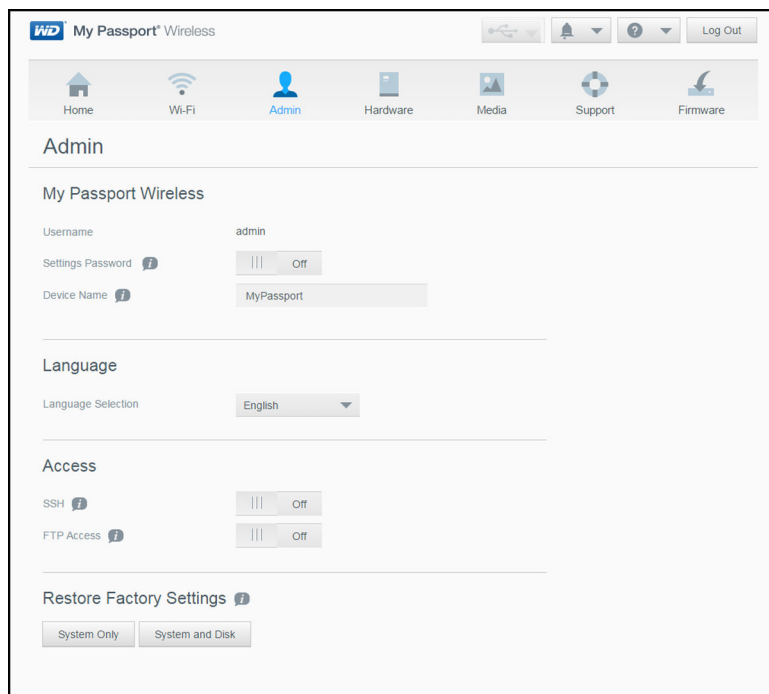 WD My Passport® Wireless
Log Out
Home Wi-Fi Admin Hardware Media Support Firmware
Admin
My Passport Wireless
Username admin
Settings Password i Off
Device Name i MyPassport
Language
Language Selection English
Access
SSH i Off
FTP Access i Off
Restore Factory Settings i
System Only System and Disk